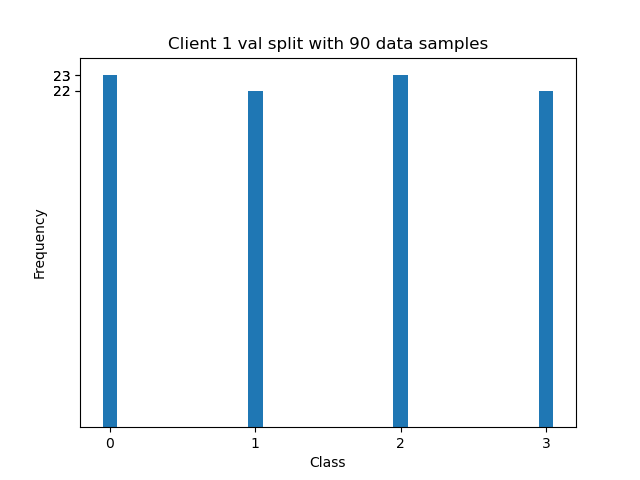 Client 1 val split with 90 data samples
23
22
Frequency
0 1 2 3
Class